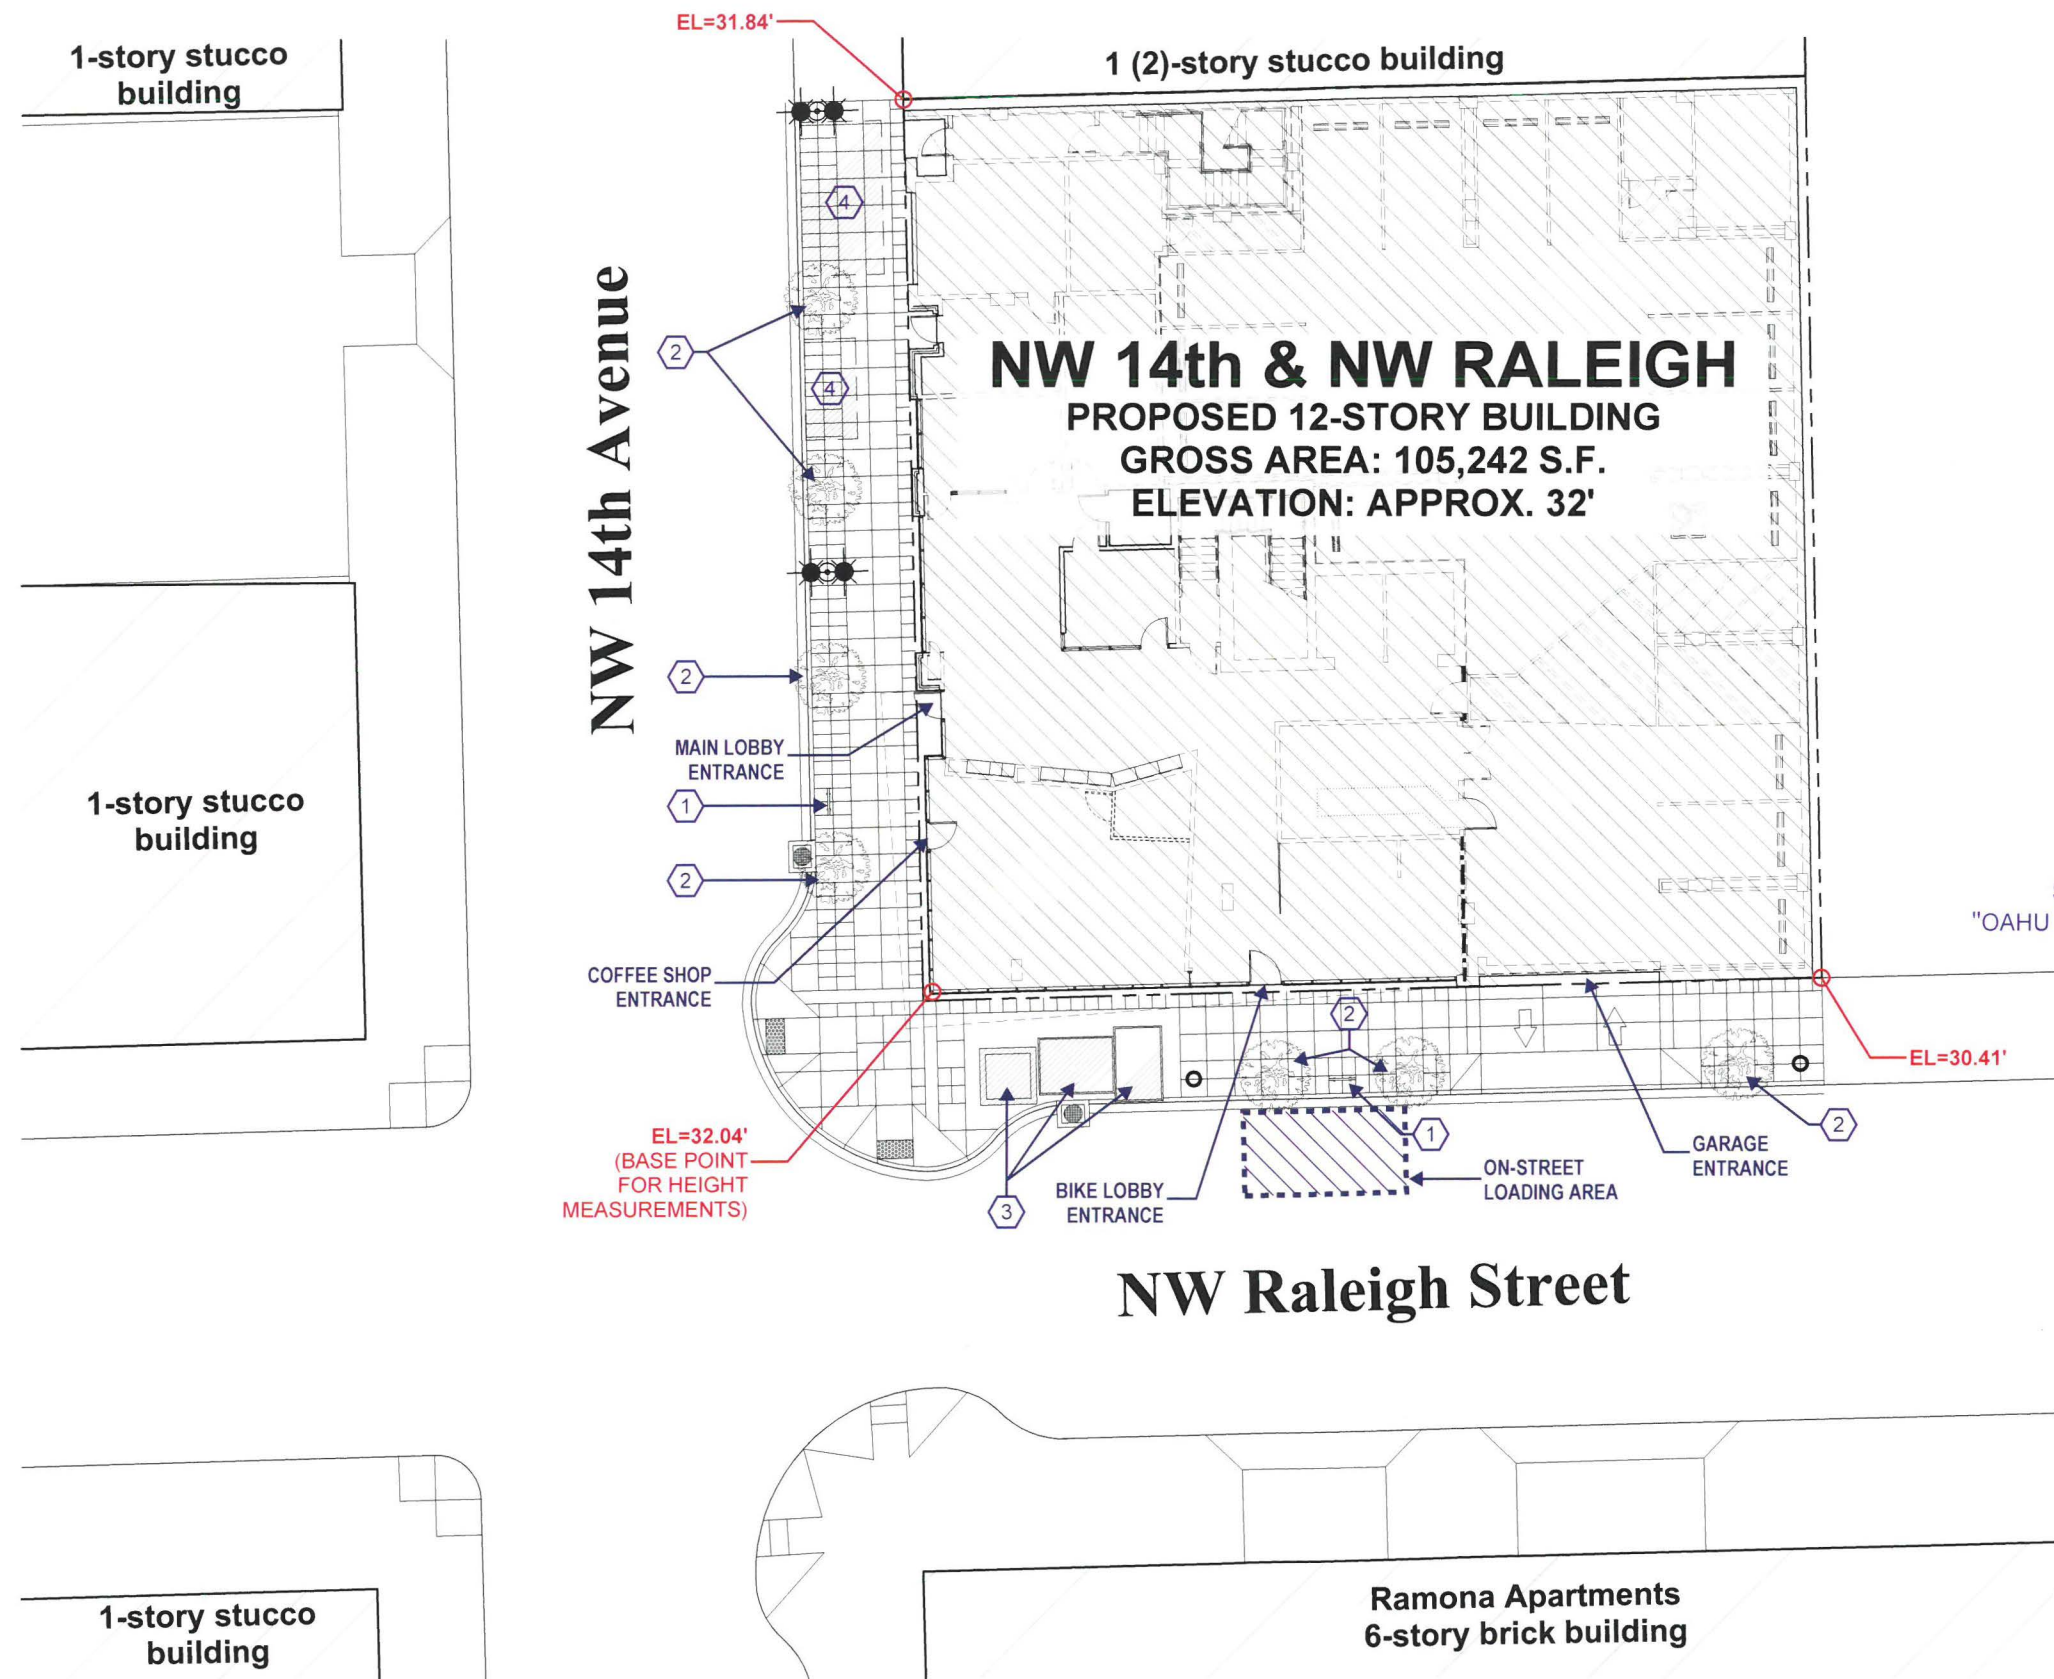 EL=31.84'
1-story stucco
building
1 (2)-story stucco building
4
NW 14th Avenue
2
4
NW 14th & NW RALEIGH
PROPOSED 12-STORY BUILDING
GROSS AREA: 105,242 S.F.
ELEVATION: APPROX. 32'
2
MAIN LOBBY
ENTRANCE
1
1-story stucco
building
2
"OAHU
COFFEE SHOP
ENTRANCE
2
EL=30.41'
EL=32.04'
(BASE POINT
FOR HEIGHT
MEASUREMENTS)
3
BIKE LOBBY
ENTRANCE
1
ON-STREET
LOADING AREA
GARAGE
ENTRANCE
2
NW Raleigh Street
1-story stucco
building
Ramona Apartments
6-story brick building